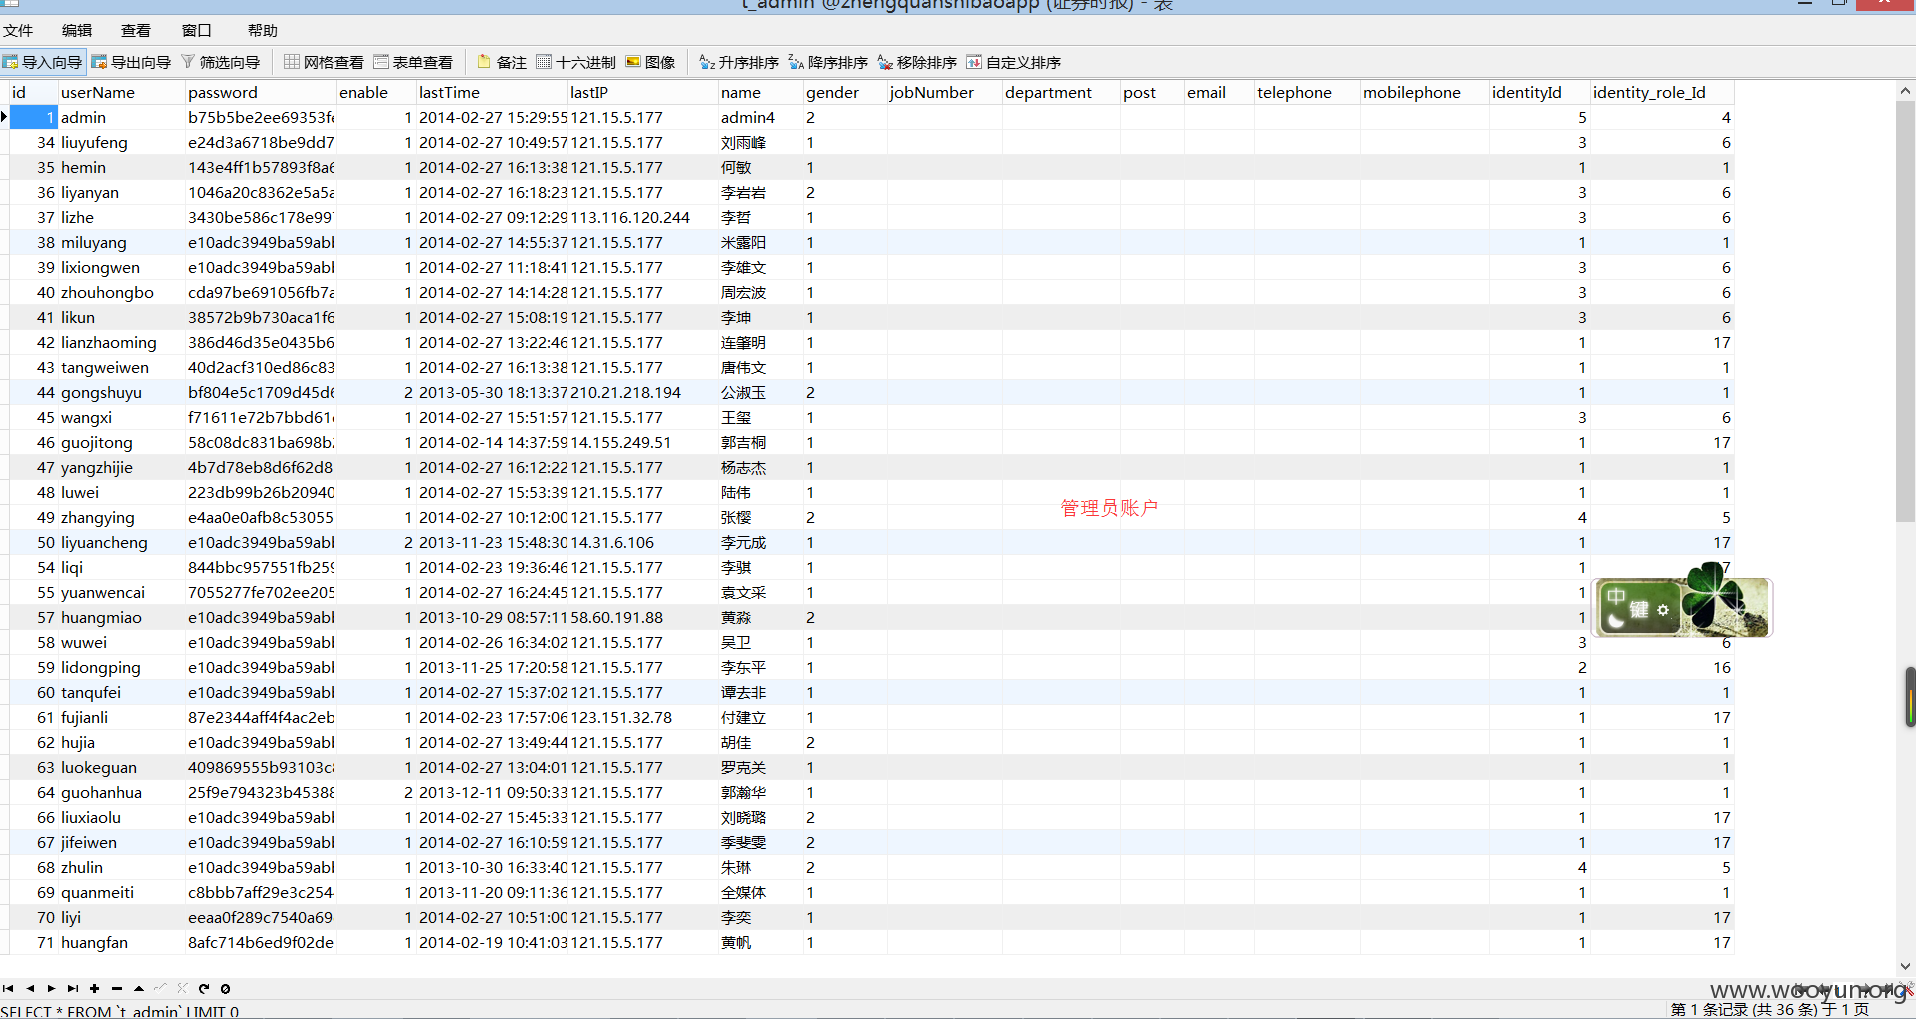 t_admin @zhengquanshibaoapp (证券时报) - 表
文件 编辑 查看 窗口 帮助
导入向导 导出向导 筛选向导 网格查看 表单查看 备注 十六进制 图像 升序排序 降序排序 移除排序 自定义排序
id userName password enable lastTime lastIP name gender jobNumber department post email telephone mobilephone identityId identity_role_Id
1 admin b75b5be2ee69353f 1 2014-02-27 15:29:55 121.15.5.177 admin4 2 5 4
34 liuyufeng e24d3a6718be9dd7 1 2014-02-27 10:49:57 121.15.5.177 刘雨峰 1 3 6
35 hemin 143e4ff1b57893f8a6 1 2014-02-27 16:13:38 121.15.5.177 何敏 1 1 1
36 liyanyan 1046a20c8362e5a5a 1 2014-02-27 16:18:23 121.15.5.177 李岩岩 2 3 6
37 lizhe 3430be586c178e99 1 2014-02-27 09:12:29 113.116.120.244 李哲 1 3 6
38 miluyang e10adc3949ba59ab 1 2014-02-27 14:55:37 121.15.5.177 米露阳 1 1 1
39 lixiongwen e10adc3949ba59ab 1 2014-02-27 11:18:41 121.15.5.177 李雄文 1 3 6
40 zhouhongbo cda97be691056fb7a 1 2014-02-27 14:14:28 121.15.5.177 周宏波 1 3 6
41 likun 38572b9b730aca1f6 1 2014-02-27 15:08:19 121.15.5.177 李坤 1 3 6
42 lianzhaoming 386d46d35e0435b6 1 2014-02-27 13:22:46 121.15.5.177 连肇明 1 1 17
43 tangweiwen 40d2acf310ed86c83 1 2014-02-27 16:13:38 121.15.5.177 唐伟文 1 1 1
44 gongshuyu bf804e5c1709d45d6 2 2013-05-30 18:13:37 210.21.218.194 公淑玉 2 1 1
45 wangxi f71611e72b7bbd61 1 2014-02-27 15:51:57 121.15.5.177 王玺 1 3 6
46 guojitong 58c08dc831ba698b 1 2014-02-14 14:37:59 14.155.249.51 郭吉桐 1 1 17
47 yangzhijie 4b7d78eb8d6f62d8 1 2014-02-27 16:12:22 121.15.5.177 杨志杰 1 1 1
48 luwei 223db99b26b20940 1 2014-02-27 15:53:39 121.15.5.177 陆伟 1 1 1
管理员账户
49 zhangying e4aa0e0afb8c53055 1 2014-02-27 10:12:00 121.15.5.177 张樱 2 4 5
50 liyuancheng e10adc3949ba59ab 2 2013-11-23 15:48:30 14.31.6.106 李元成 1 1 17
54 liqi 844bbc957551fb259 1 2014-02-23 19:36:46 121.15.5.177 李骐 1 1 7
55 yuanwencai 7055277fe702ee205 1 2014-02-27 16:24:45 121.15.5.177 袁文采 1 1
中 键
57 huangmiao e10adc3949ba59ab 1 2013-10-29 08:57:11 58.60.191.88 黄淼 2 1
58 wuwei e10adc3949ba59ab 1 2014-02-26 16:34:02 121.15.5.177 吴卫 1 3 6
59 lidongping e10adc3949ba59ab 1 2013-11-25 17:20:58 121.15.5.177 李东平 1 2 16
60 tanqufei e10adc3949ba59ab 1 2014-02-27 15:37:02 121.15.5.177 谭去非 1 1 1
61 fujianli 87e2344aff4f4ac2eb 1 2014-02-23 17:57:06 123.151.32.78 付建立 1 1 17
62 hujia e10adc3949ba59ab 1 2014-02-27 13:49:44 121.15.5.177 胡佳 2 1 1
63 luokeguan 409869555b93103c 1 2014-02-27 13:04:01 121.15.5.177 罗克关 1 1 1
64 guohanhua 25f9e794323b45388 2 2013-12-11 09:50:33 121.15.5.177 郭瀚华 1 1 1
66 liuxiaolu e10adc3949ba59ab 1 2014-02-27 15:45:33 121.15.5.177 刘晓璐 2 1 17
67 jifeiwen e10adc3949ba59ab 1 2014-02-27 16:10:59 121.15.5.177 季斐雯 2 1 17
68 zhulin e10adc3949ba59ab 1 2013-10-30 16:33:40 121.15.5.177 朱琳 2 4 5
69 quanmeiti c8bbb7aff29e3c254 1 2013-11-20 09:11:36 121.15.5.177 全媒体 1 1 1
70 liyi eeaa0f289c7540a69 1 2014-02-27 10:51:00 121.15.5.177 李奕 1 1 17
71 huangfan 8afc714b6ed9f02de 1 2014-02-19 10:41:03 121.15.5.177 黄帆 1 1 17
www.wooyun.org
SELECT * FROM `t_admin` LIMIT 0
第 1 条记录 (共 36 条) 于 1 页